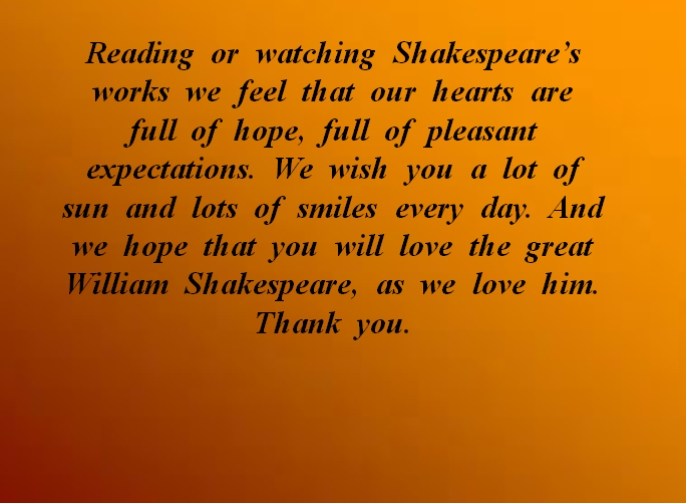 Reading or watching Shakespeare’s
works we feel that our hearts are
full of hope, full of pleasant
expectations. We wish you a lot of
sun and lots of smiles every day. And
we hope that you will love the great
William Shakespeare, as we love him.
Thank you.